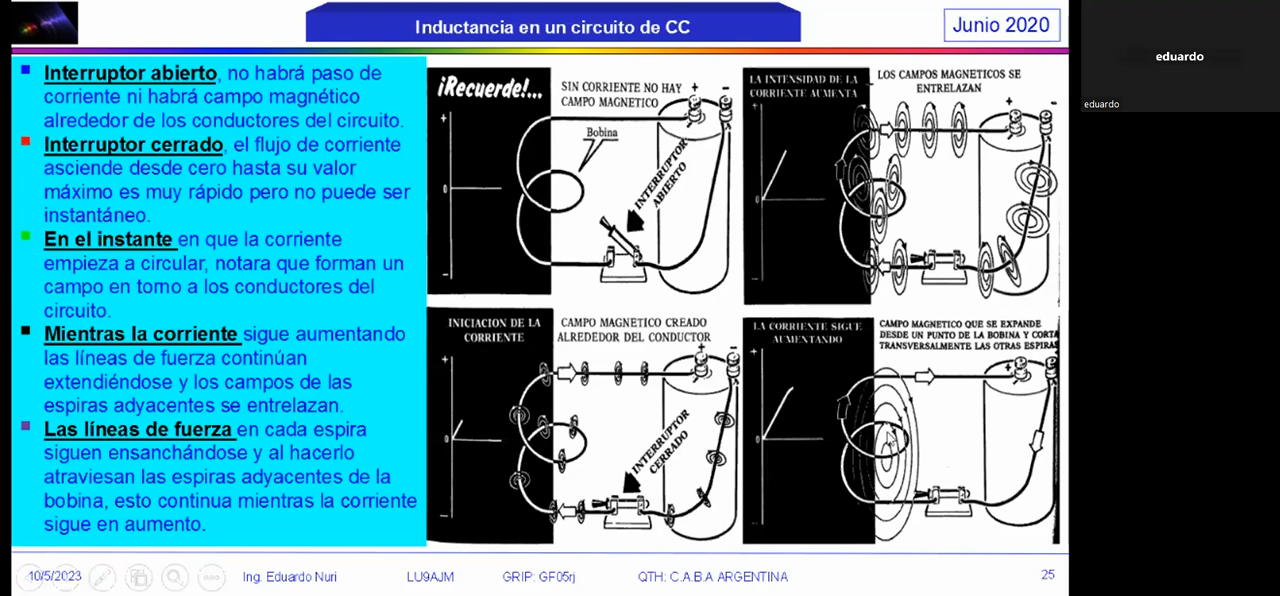 Inductancia en un circuito de CC
Junio 2020
Interruptor abierto, no habrá paso de
corriente ni habrá campo magnético
alrededor de los conductores del circuito.
Interruptor cerrado, el flujo de corriente
asciende desde cero hasta su valor
máximo es muy rápido pero no puede ser
instantáneo.
En el instante en que la corriente
empieza a circular, notara que forman un
campo en torno a los conductores del
circuito.
Mientras la corriente sigue aumentando
las líneas de fuerza continúan
extendiéndose y los campos de las
espiras adyacentes se entrelazan.
Las líneas de fuerza en cada espira
siguen ensanchándose y al hacerlo
atraviesan las espiras adyacentes de la
bobina, esto continua mientras la corriente
sigue en aumento.
¡Recuerde!...
SIN CORRIENTE NO HAY
CAMPO MAGNETICO
+ -
Bobina
INTERRUPTOR
ABIERTO
+
0
-
LA INTENSIDAD DE LA
CORRIENTE AUMENTA
LOS CAMPOS MAGNETICOS SE
ENTRELAZAN
+ -
+
0
-
INICIACION DE LA
CORRIENTE
CAMPO MAGNETICO CREADO
ALREDEDOR DEL CONDUCTOR
+ -
INTERRUPTOR
CERRADO
+
0
-
LA CORRIENTE SIGUE
AUMENTANDO
CAMPO MAGNETICO QUE SE EXPANDE
DESDE UN PUNTO DE LA BOBINA Y CORTA
TRANSVERSALMENTE LAS OTRAS ESPIRAS
+ -
+
0
-
10/5/2023
Ing. Eduardo Nuri
LU9AJM
GRIP: GF05rj
QTH: C.A.B.A ARGENTINA
25
eduardo
eduardo